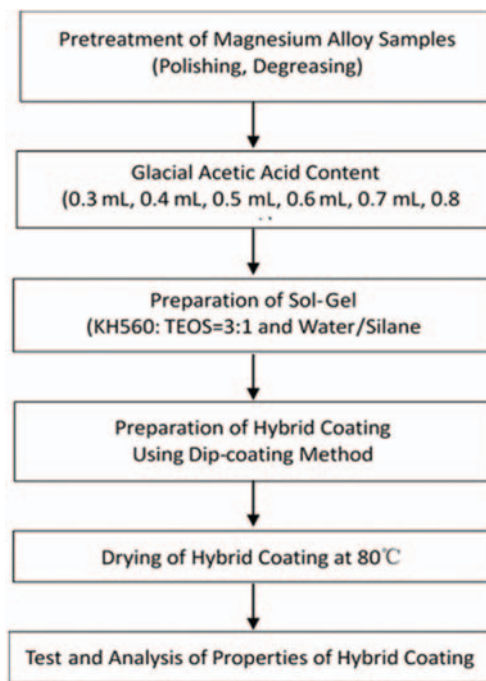 Pretreatment of Magnesium Alloy Samples
(Polishing, Degreasing)
Glacial Acetic Acid Content
(0.3 mL, 0.4 mL, 0.5 mL, 0.6 mL, 0.7 mL, 0.8
Preparation of Sol-Gel
(KH560: TEOS=3:1 and Water/Silane
Preparation of Hybrid Coating
Using Dip-coating Method
Drying of Hybrid Coating at 80℃
Test and Analysis of Properties of Hybrid Coating